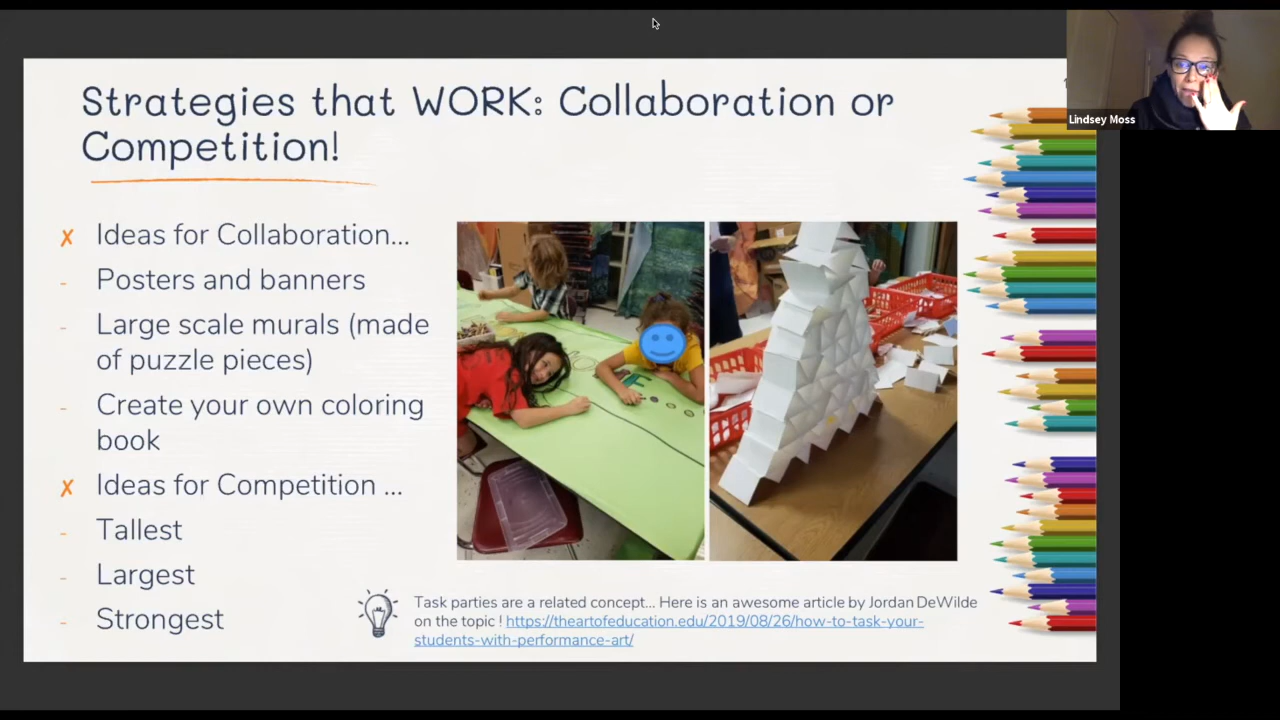 Strategies that WORK: Collaboration or
Competition!
Lindsey Moss
✗ Ideas for Collaboration...
- Posters and banners
- Large scale murals (made
of puzzle pieces)
- Create your own coloring
book
✗ Ideas for Competition ...
- Tallest
- Largest
- Strongest
Task parties are a related concept... Here is an awesome article by Jordan DeWilde
on the topic ! https://theartofeducation.edu/2019/08/26/how-to-task-your-
students-with-performance-art/